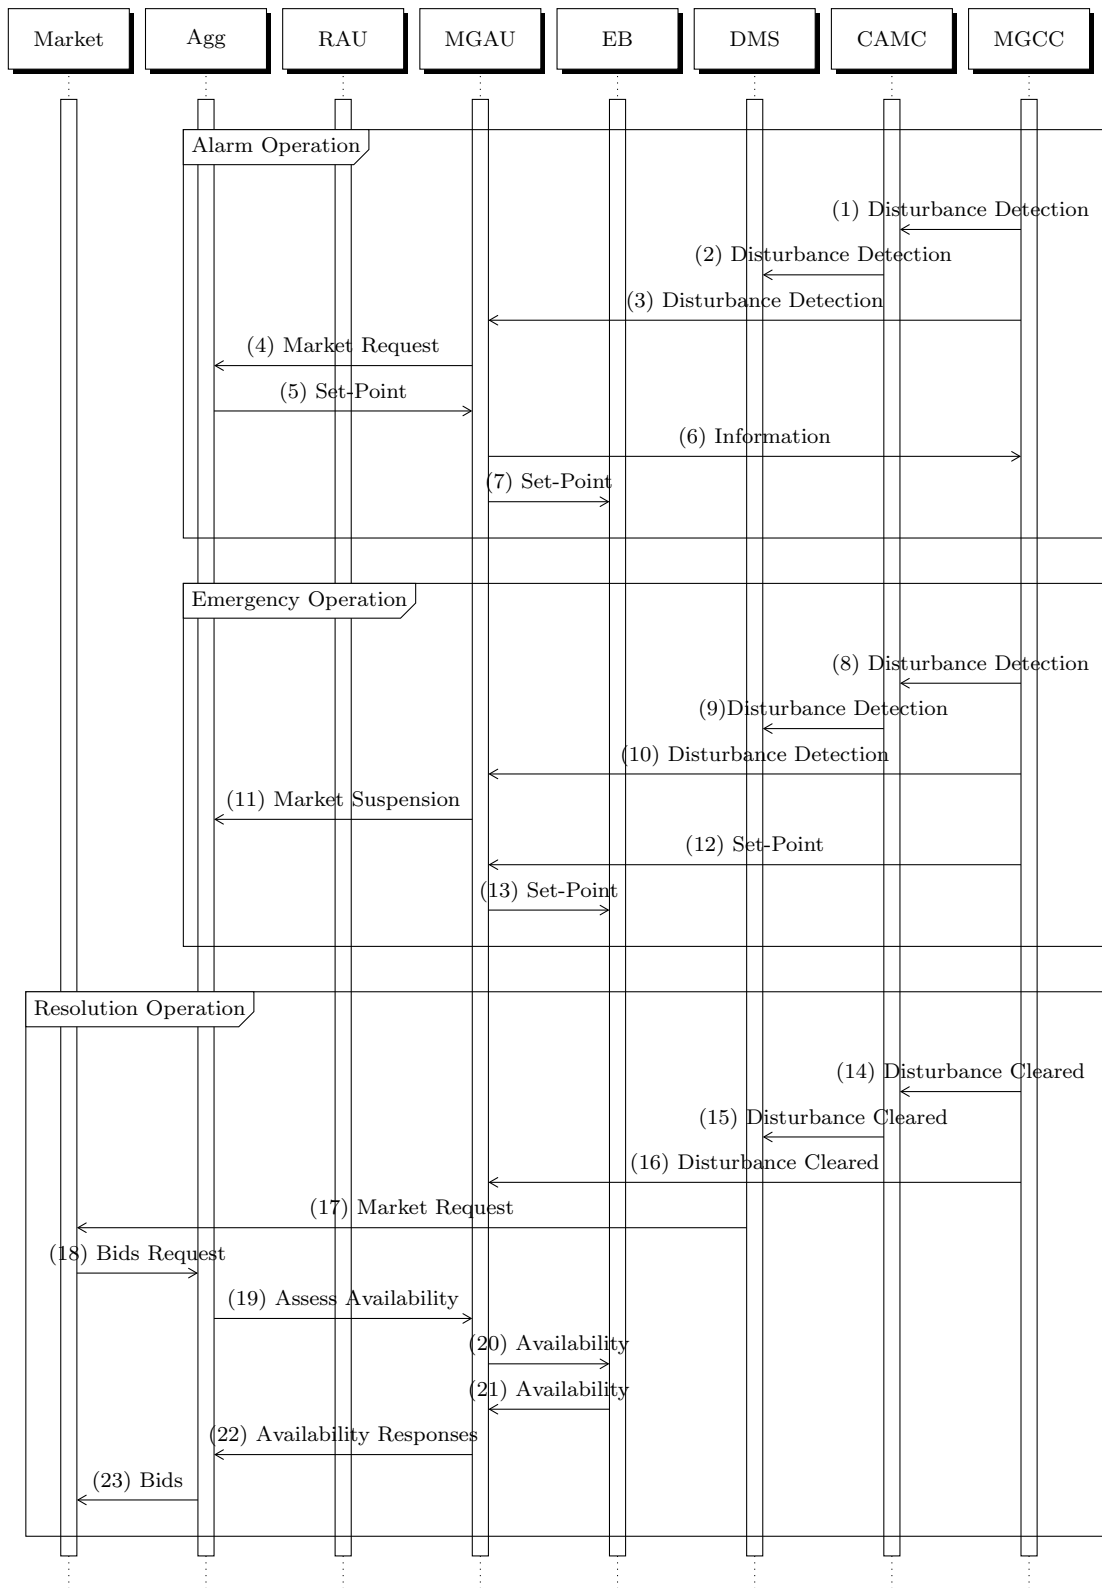 Market Agg RAU MGAU EB DMS CAMC MGCC
Alarm Operation
(1) Disturbance Detection
(2) Disturbance Detection
(3) Disturbance Detection
(4) Market Request
(5) Set-Point
(6) Information
(7) Set-Point
Emergency Operation
(8) Disturbance Detection
(9)Disturbance Detection
(10) Disturbance Detection
(11) Market Suspension
(12) Set-Point
(13) Set-Point
Resolution Operation
(14) Disturbance Cleared
(15) Disturbance Cleared
(16) Disturbance Cleared
(17) Market Request
(18) Bids Request
(19) Assess Availability
(20) Availability
(21) Availability
(22) Availability Responses
(23) Bids